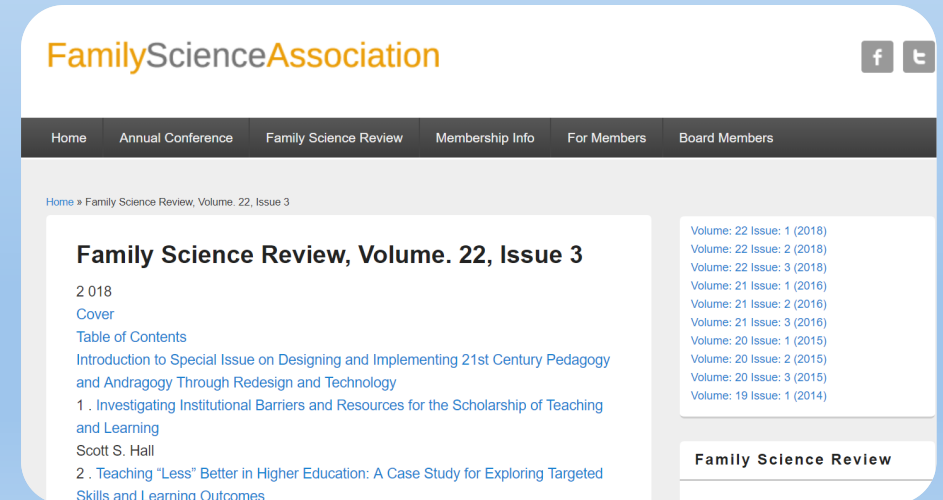 FamilyScienceAssociation
f t
Home Annual Conference Family Science Review Membership Info For Members Board Members
Home » Family Science Review, Volume. 22, Issue 3
Family Science Review, Volume. 22, Issue 3
2 018
Cover
Table of Contents
Introduction to Special Issue on Designing and Implementing 21st Century Pedagogy
and Andragogy Through Redesign and Technology
1 . Investigating Institutional Barriers and Resources for the Scholarship of Teaching
and Learning
Scott S. Hall
2 . Teaching “Less” Better in Higher Education: A Case Study for Exploring Targeted
Skills and Learning Outcomes
Volume: 22 Issue: 1 (2018)
Volume: 22 Issue: 2 (2018)
Volume: 22 Issue: 3 (2018)
Volume: 21 Issue: 1 (2016)
Volume: 21 Issue: 2 (2016)
Volume: 21 Issue: 3 (2016)
Volume: 20 Issue: 1 (2015)
Volume: 20 Issue: 2 (2015)
Volume: 20 Issue: 3 (2015)
Volume: 19 Issue: 1 (2014)
Family Science Review